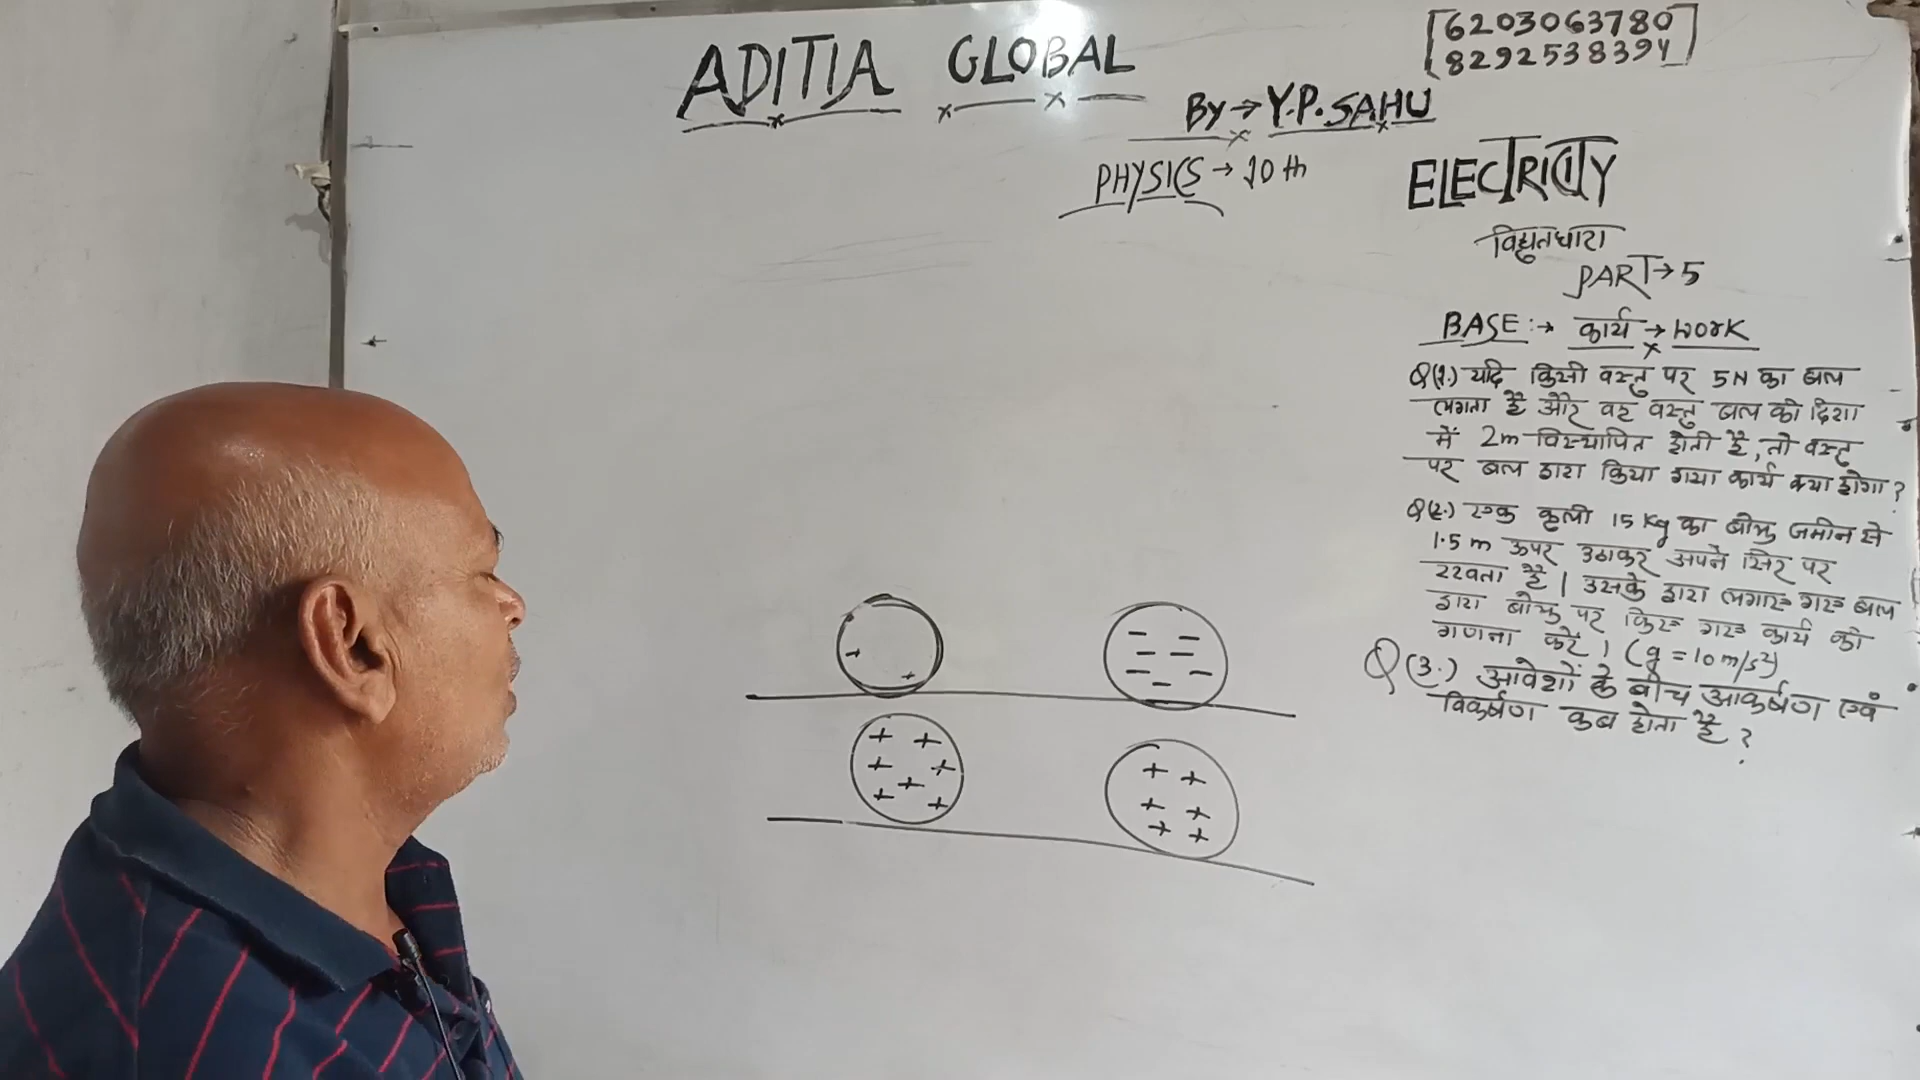 ADITIA GLOBAL
6203063780
8292538394
By → Y.P. SAHU
PHYSICS → 10 th
ELECTRICITY
विद्युतधारा
PART → 5
BASE :→ कार्य → WORK
Q(1.) यदि किसी वस्तु पर 5N का बल
लगता है और वह वस्तु बल की दिशा
में 2m विस्थापित होती है, तो वस्तु
पर बल द्वारा किया गया कार्य क्या होगा?
Q(2.) एक कुली 15 Kg का बोझ जमीन से
1.5 m ऊपर उठाकर अपने सिर पर
रखता है। उसके द्वारा लगाए गए बल
द्वारा बोझ पर किए गए कार्य की
गणना करें। (g = 10 m/s²)
Q(3.) आवेशों के बीच आकर्षण एवं
विकर्षण कब होता है?